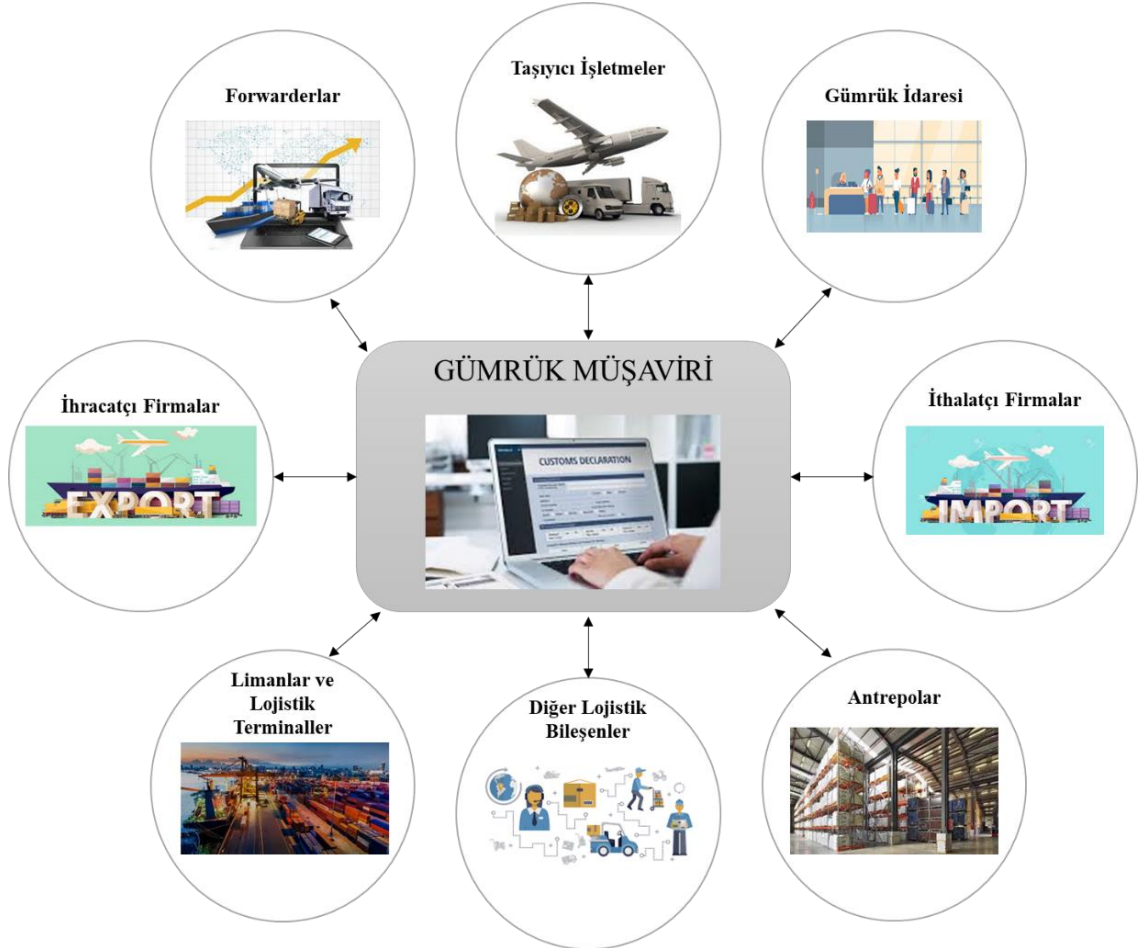 Taşıyıcı İşletmeler
Forwarderlar
Gümrük İdaresi
GÜMRÜK MÜŞAVİRİ
İhracatçı Firmalar
EXPORT
CUSTOMS DECLARATION
İthalatçı Firmalar
IMPORT
Limanlar ve
Lojistik
Terminaller
Diğer Lojistik
Bileşenler
Antrepolar